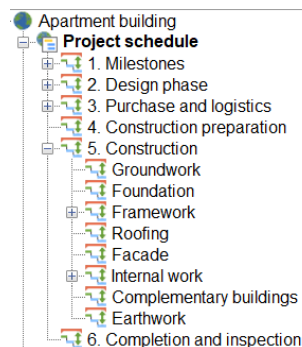 Apartment building
Project schedule
1. Milestones
2. Design phase
3. Purchase and logistics
4. Construction preparation
5. Construction
Groundwork
Foundation
Framework
Roofing
Facade
Internal work
Complementary buildings
Earthwork
6. Completion and inspection